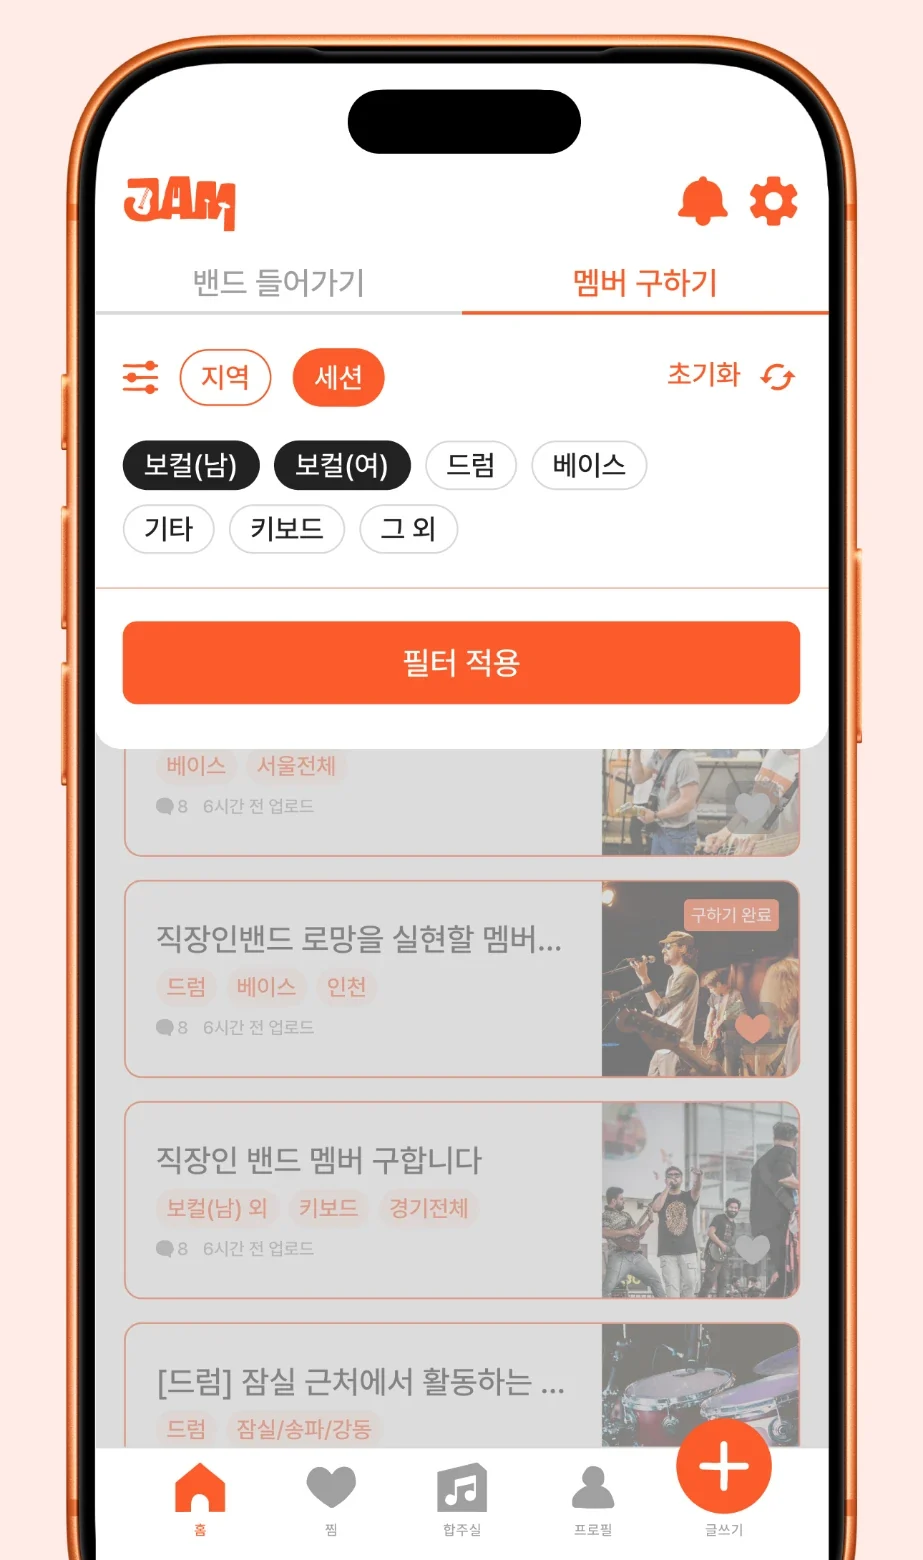 JAM
밴드 들어가기 멤버 구하기
지역 세션 초기화
보컬(남) 보컬(여) 드럼 베이스
기타 키보드 그 외
필터 적용
베이스 서울전체
8 6시간 전 업로드
구하기 완료
직장인밴드 로망을 실현할 멤버...
드럼 베이스 인천
8 6시간 전 업로드
직장인 밴드 멤버 구합니다
보컬(남) 외 키보드 경기전체
8 6시간 전 업로드
[드럼] 잠실 근처에서 활동하는 ...
드럼 잠실/송파/강동
홈 찜 합주실 프로필 글쓰기